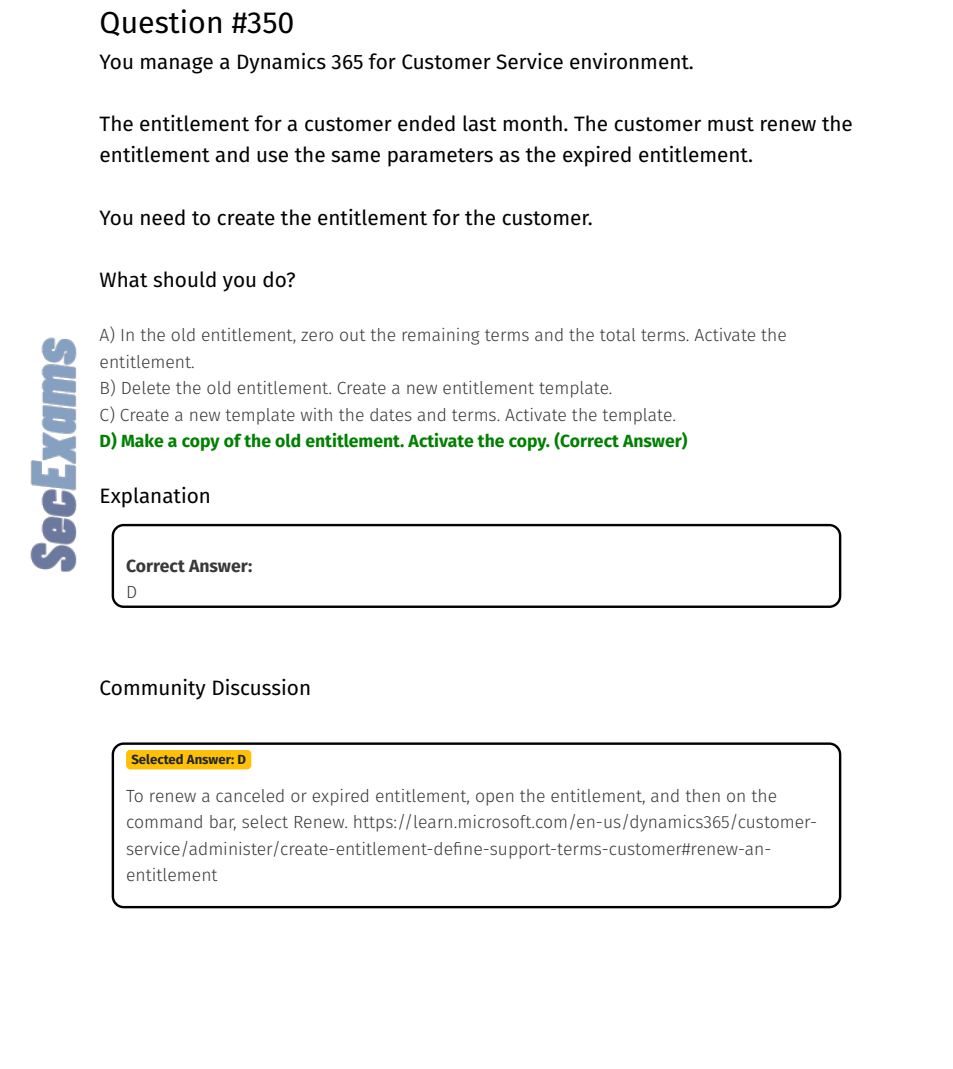 Question #350
You manage a Dynamics 365 for Customer Service environment.
The entitlement for a customer ended last month. The customer must renew the
entitlement and use the same parameters as the expired entitlement.
You need to create the entitlement for the customer.
What should you do?
A) In the old entitlement, zero out the remaining terms and the total terms. Activate the
entitlement.
B) Delete the old entitlement. Create a new entitlement template.
C) Create a new template with the dates and terms. Activate the template.
D) Make a copy of the old entitlement. Activate the copy. (Correct Answer)
SecExams
Explanation
Correct Answer:
D
Community Discussion
Selected Answer: D
To renew a canceled or expired entitlement, open the entitlement, and then on the
command bar, select Renew. https://learn.microsoft.com/en-us/dynamics365/customer-
service/administer/create-entitlement-define-support-terms-customer#renew-an-
entitlement